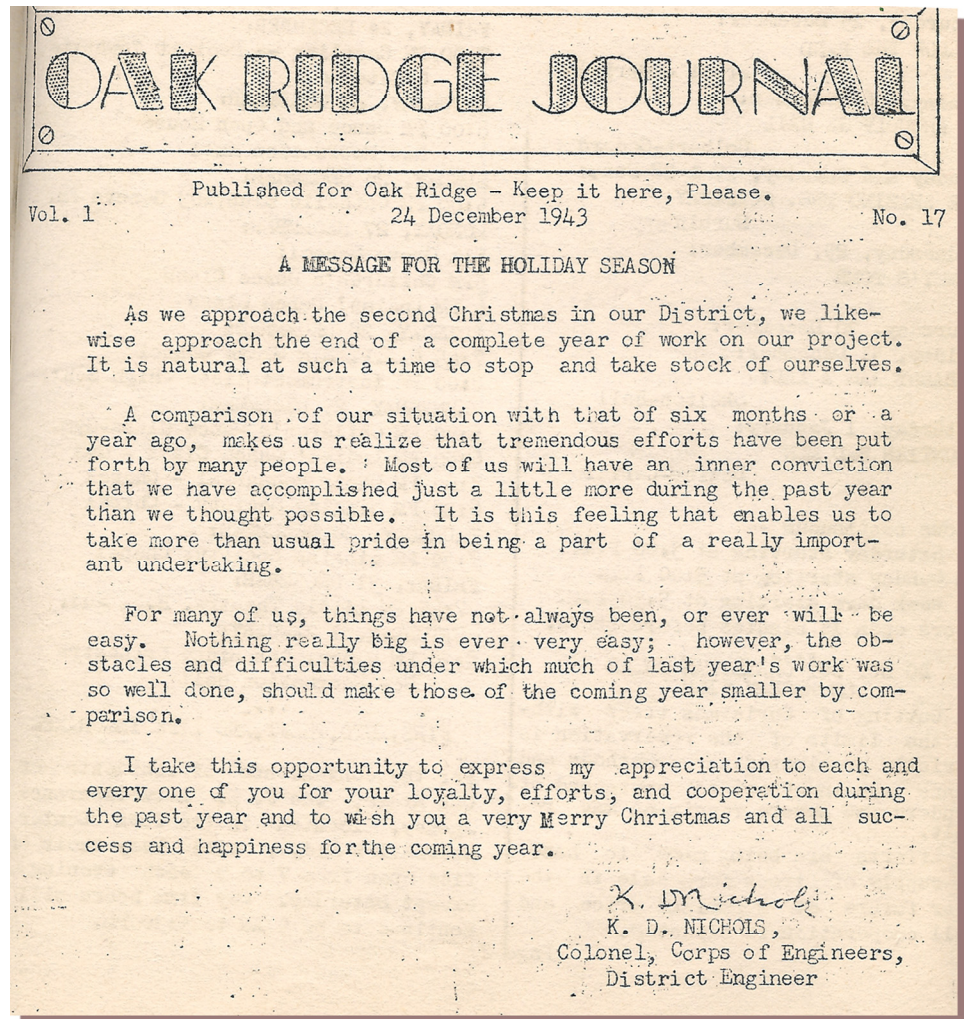 OAK RIDGE JOURNAL
Published for Oak Ridge - Keep it here, Please.
Vol. 1 24 December 1943 No. 17
A MESSAGE FOR THE HOLIDAY SEASON
As we approach the second Christmas in our District, we like-
wise approach the end of a complete year of work on our project.
It is natural at such a time to stop and take stock of ourselves.
A comparison of our situation with that of six months or a
year ago, makes us realize that tremendous efforts have been put
forth by many people. Most of us will have an inner conviction
that we have accomplished just a little more during the past year
than we thought possible. It is this feeling that enables us to
take more than usual pride in being a part of a really import-
ant undertaking.
For many of us, things have not always been, or ever will be
easy. Nothing really big is ever very easy; however, the ob-
stacles and difficulties under which much of last year's work was
so well done, should make those of the coming year smaller by com-
parison.
I take this opportunity to express my appreciation to each and
every one of you for your loyalty, efforts, and cooperation during
the past year and to wish you a very Merry Christmas and all suc-
cess and happiness for the coming year.
K. D Nichols
K. D. NICHOLS,
Colonel, Corps of Engineers,
District Engineer